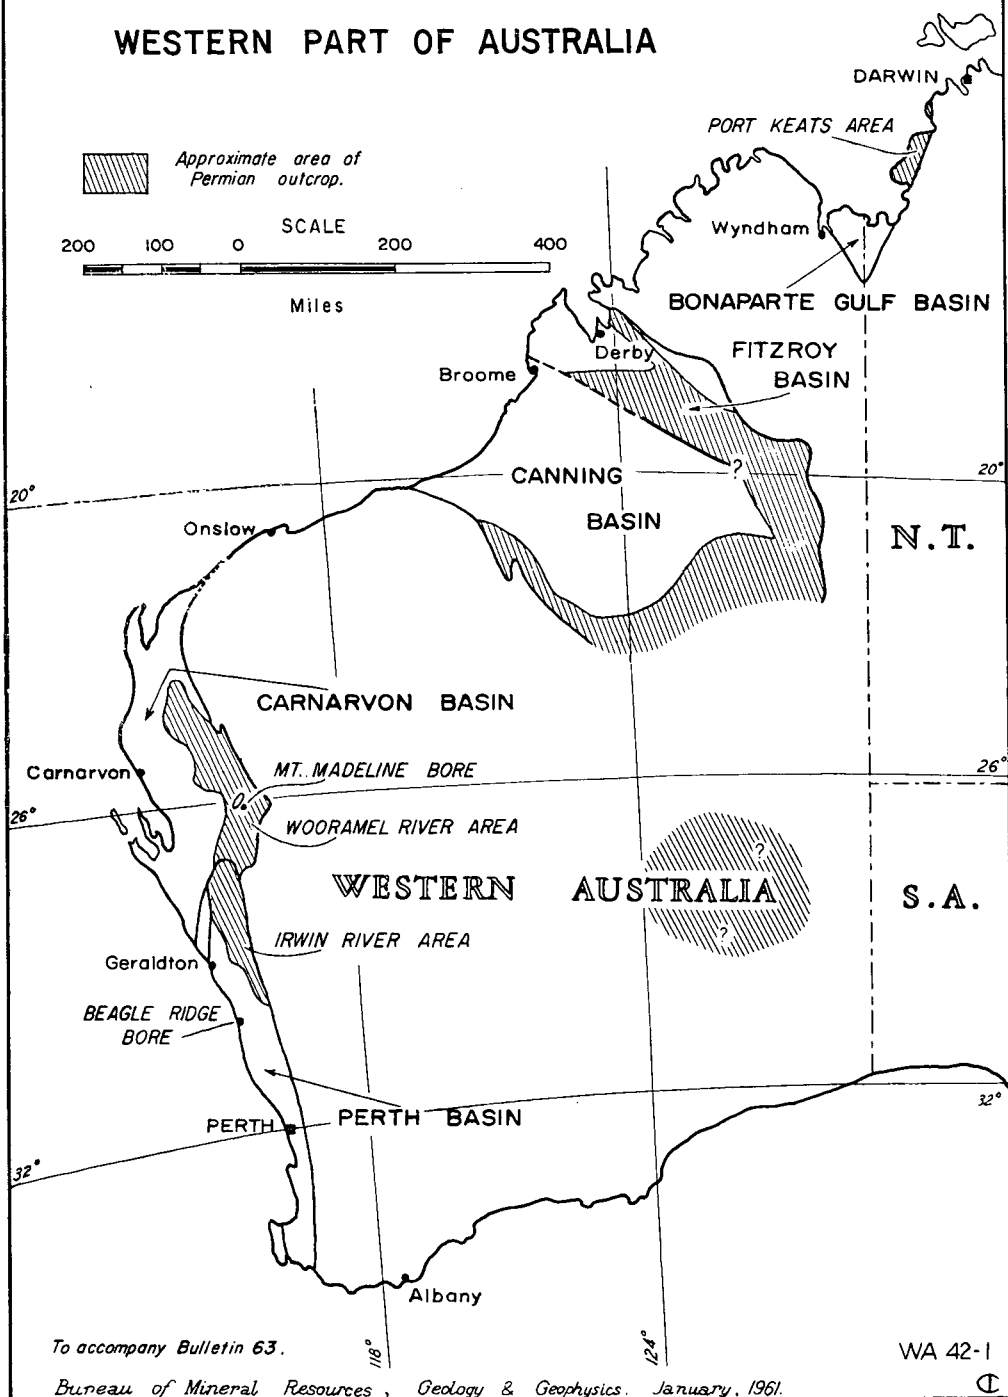 WESTERN PART OF AUSTRALIA
DARWIN
PORT KEATS AREA
Approximate area of
Permian outcrop.
SCALE
200 100 0 200 400
Miles
Wyndham
BONAPARTE GULF BASIN
Derby
FITZROY
BASIN
Broome
?
CANNING
BASIN
20°
20°
Onslow
N.T.
CARNARVON BASIN
Carnarvon
MT. MADELINE BORE
26°
26°
WOORAMEL RIVER AREA
?
WESTERN AUSTRALIA
S.A.
?
IRWIN RIVER AREA
Geraldton
BEAGLE RIDGE
BORE
32°
PERTH
PERTH BASIN
32°
Albany
118°
124°
To accompany Bulletin 63.
WA 42-1
Bureau of Mineral Resources, Geology & Geophysics. January, 1961.